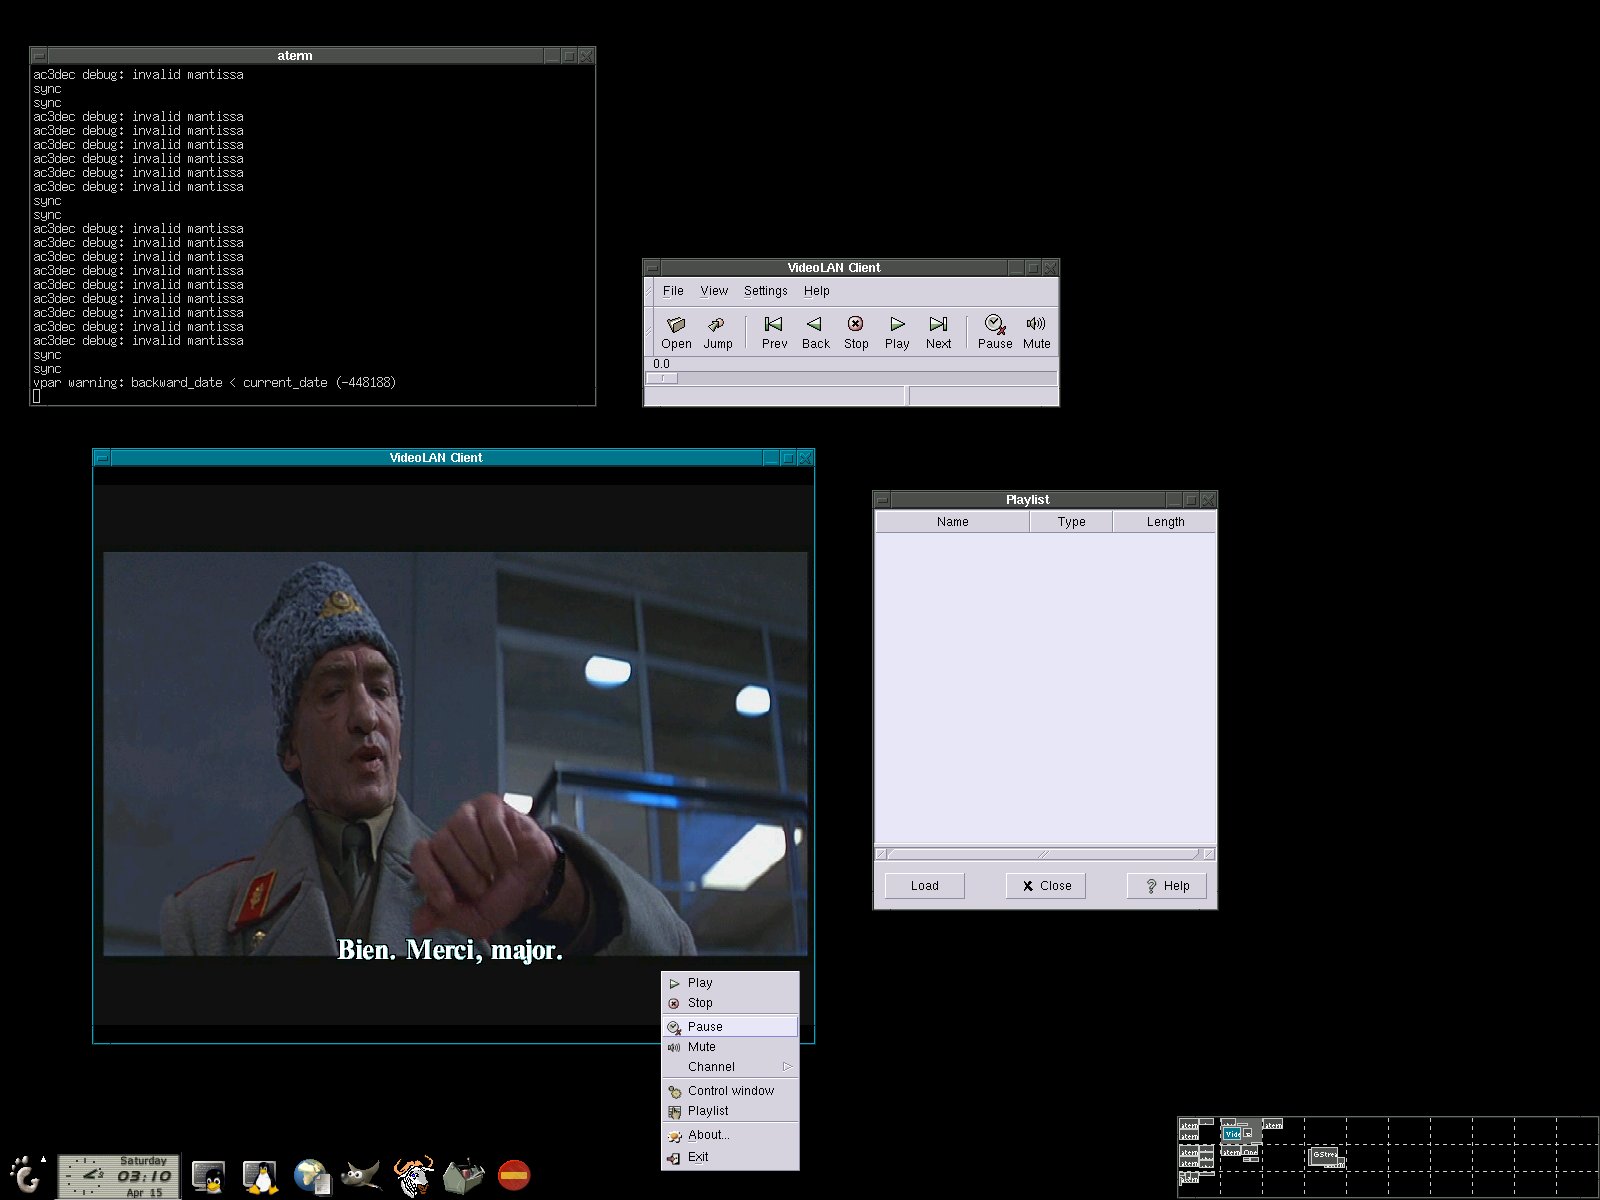 aterm
ac3dec debug: invalid mantissa
sync
sync
ac3dec debug: invalid mantissa
ac3dec debug: invalid mantissa
ac3dec debug: invalid mantissa
ac3dec debug: invalid mantissa
ac3dec debug: invalid mantissa
ac3dec debug: invalid mantissa
sync
sync
ac3dec debug: invalid mantissa
ac3dec debug: invalid mantissa
ac3dec debug: invalid mantissa
ac3dec debug: invalid mantissa
ac3dec debug: invalid mantissa
ac3dec debug: invalid mantissa
ac3dec debug: invalid mantissa
ac3dec debug: invalid mantissa
ac3dec debug: invalid mantissa
sync
sync
vpar warning: backward_date < current_date (-448188)
VideoLAN Client
File View Settings Help
Open Jump Prev Back Stop Play Next Pause Mute
0.0
VideoLAN Client
Bien. Merci, major.
Playlist
Name Type Length
Load Close Help
Play
Stop
Pause
Mute
Channel
Control window
Playlist
About...
Exit
Saturday
03:10
Apr 15
aterm
aterm
aterm
aterm
aterm
aterm
Vide
aterm
aterm
GStre